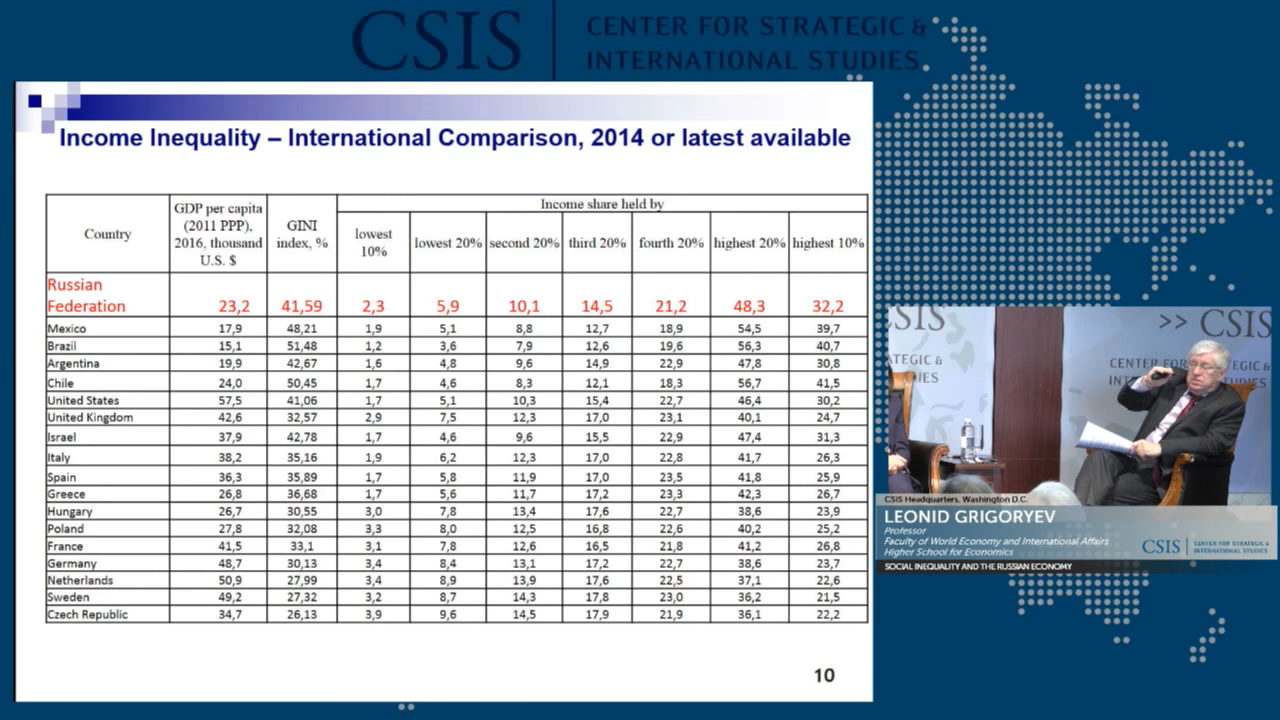 CSIS
CENTER FOR STRATEGIC &
INTERNATIONAL STUDIES
Income Inequality – International Comparison, 2014 or latest available
Country
GDP per capita
(2011 PPP),
2016, thousand
U.S. $
GINI
index, %
Income share held by
lowest
10%
lowest 20%
second 20%
third 20%
fourth 20%
highest 20%
highest 10%
Russian
Federation 23,2 41,59 2,3 5,9 10,1 14,5 21,2 48,3 32,2
Mexico 17,9 48,21 1,9 5,1 8,8 12,7 18,9 54,5 39,7
Brazil 15,1 51,48 1,2 3,6 7,9 12,6 19,6 56,3 40,7
Argentina 19,9 42,67 1,6 4,8 9,6 14,9 22,9 47,8 30,8
Chile 24,0 50,45 1,7 4,6 8,3 12,1 18,3 56,7 41,5
United States 57,5 41,06 1,7 5,1 10,3 15,4 22,7 46,4 30,2
United Kingdom 42,6 32,57 2,9 7,5 12,3 17,0 23,1 40,1 24,7
Israel 37,9 42,78 1,7 4,6 9,6 15,5 22,9 47,4 31,3
Italy 38,2 35,16 1,9 6,2 12,3 17,0 22,8 41,7 26,3
Spain 36,3 35,89 1,7 5,8 11,9 17,0 23,5 41,8 25,9
Greece 26,8 36,68 1,7 5,6 11,7 17,2 23,3 42,3 26,7
Hungary 26,7 30,55 3,0 7,8 13,4 17,6 22,7 38,6 23,9
Poland 27,8 32,08 3,3 8,0 12,5 16,8 22,6 40,2 25,2
France 41,5 33,1 3,1 7,8 12,6 16,5 21,8 41,2 26,8
Germany 48,7 30,13 3,4 8,4 13,1 17,2 22,7 38,6 23,7
Netherlands 50,9 27,99 3,4 8,9 13,9 17,6 22,5 37,1 22,6
Sweden 49,2 27,32 3,2 8,7 14,3 17,8 23,0 36,2 21,5
Czech Republic 34,7 26,13 3,9 9,6 14,5 17,9 21,9 36,1 22,2
10
>> CSIS
CSIS Headquarters, Washington D.C.
LEONID GRIGORYEV
Professor
Faculty of World Economy and International Affairs
Higher School for Economics
CSIS
CENTER FOR STRATEGIC &
INTERNATIONAL STUDIES
SOCIAL INEQUALITY AND THE RUSSIAN ECONOMY